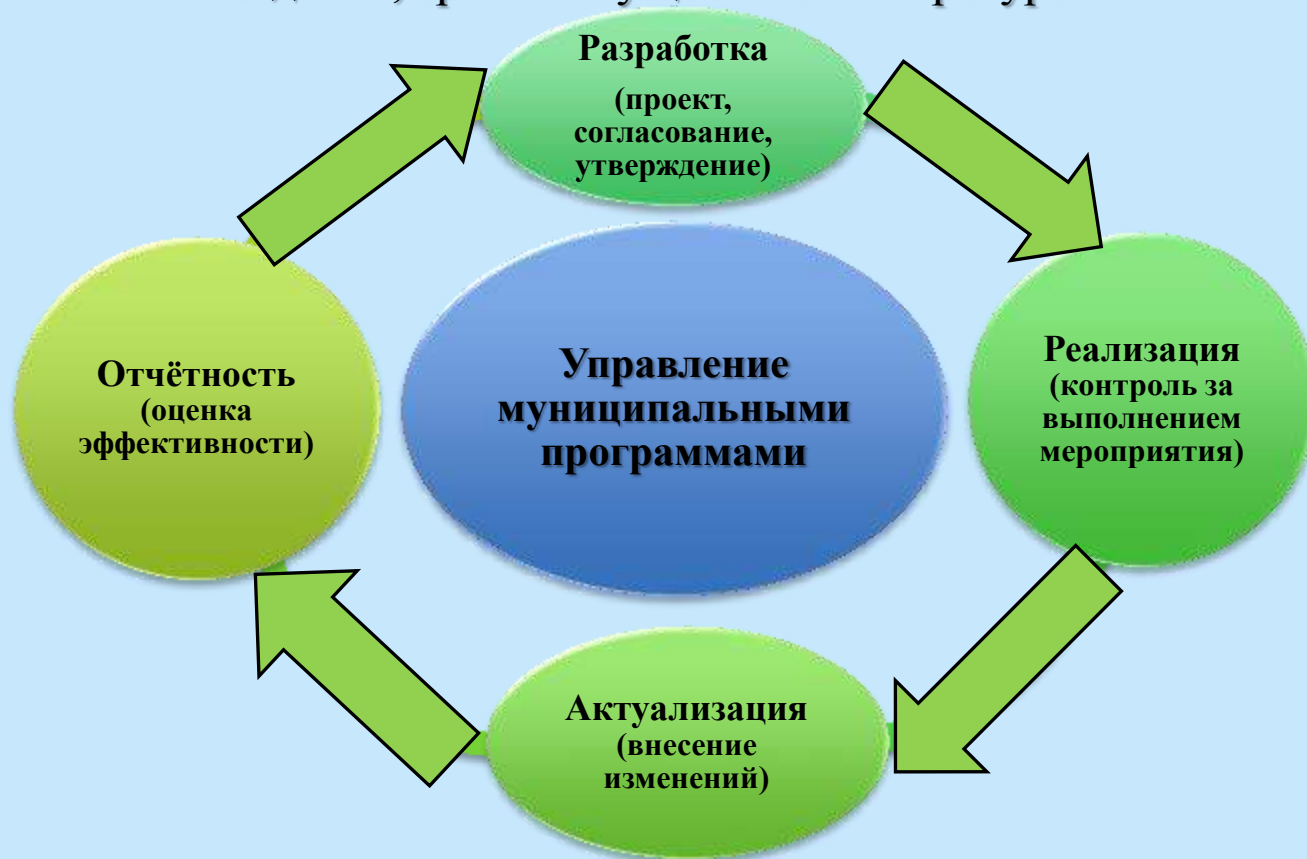 Разработка
(проект,
согласование,
утверждение)
Управление
муниципальными
программами
Реализация
(контроль за
выполнением
мероприятия)
Отчётность
(оценка
эффективности)
Актуализация
(внесение
изменений)